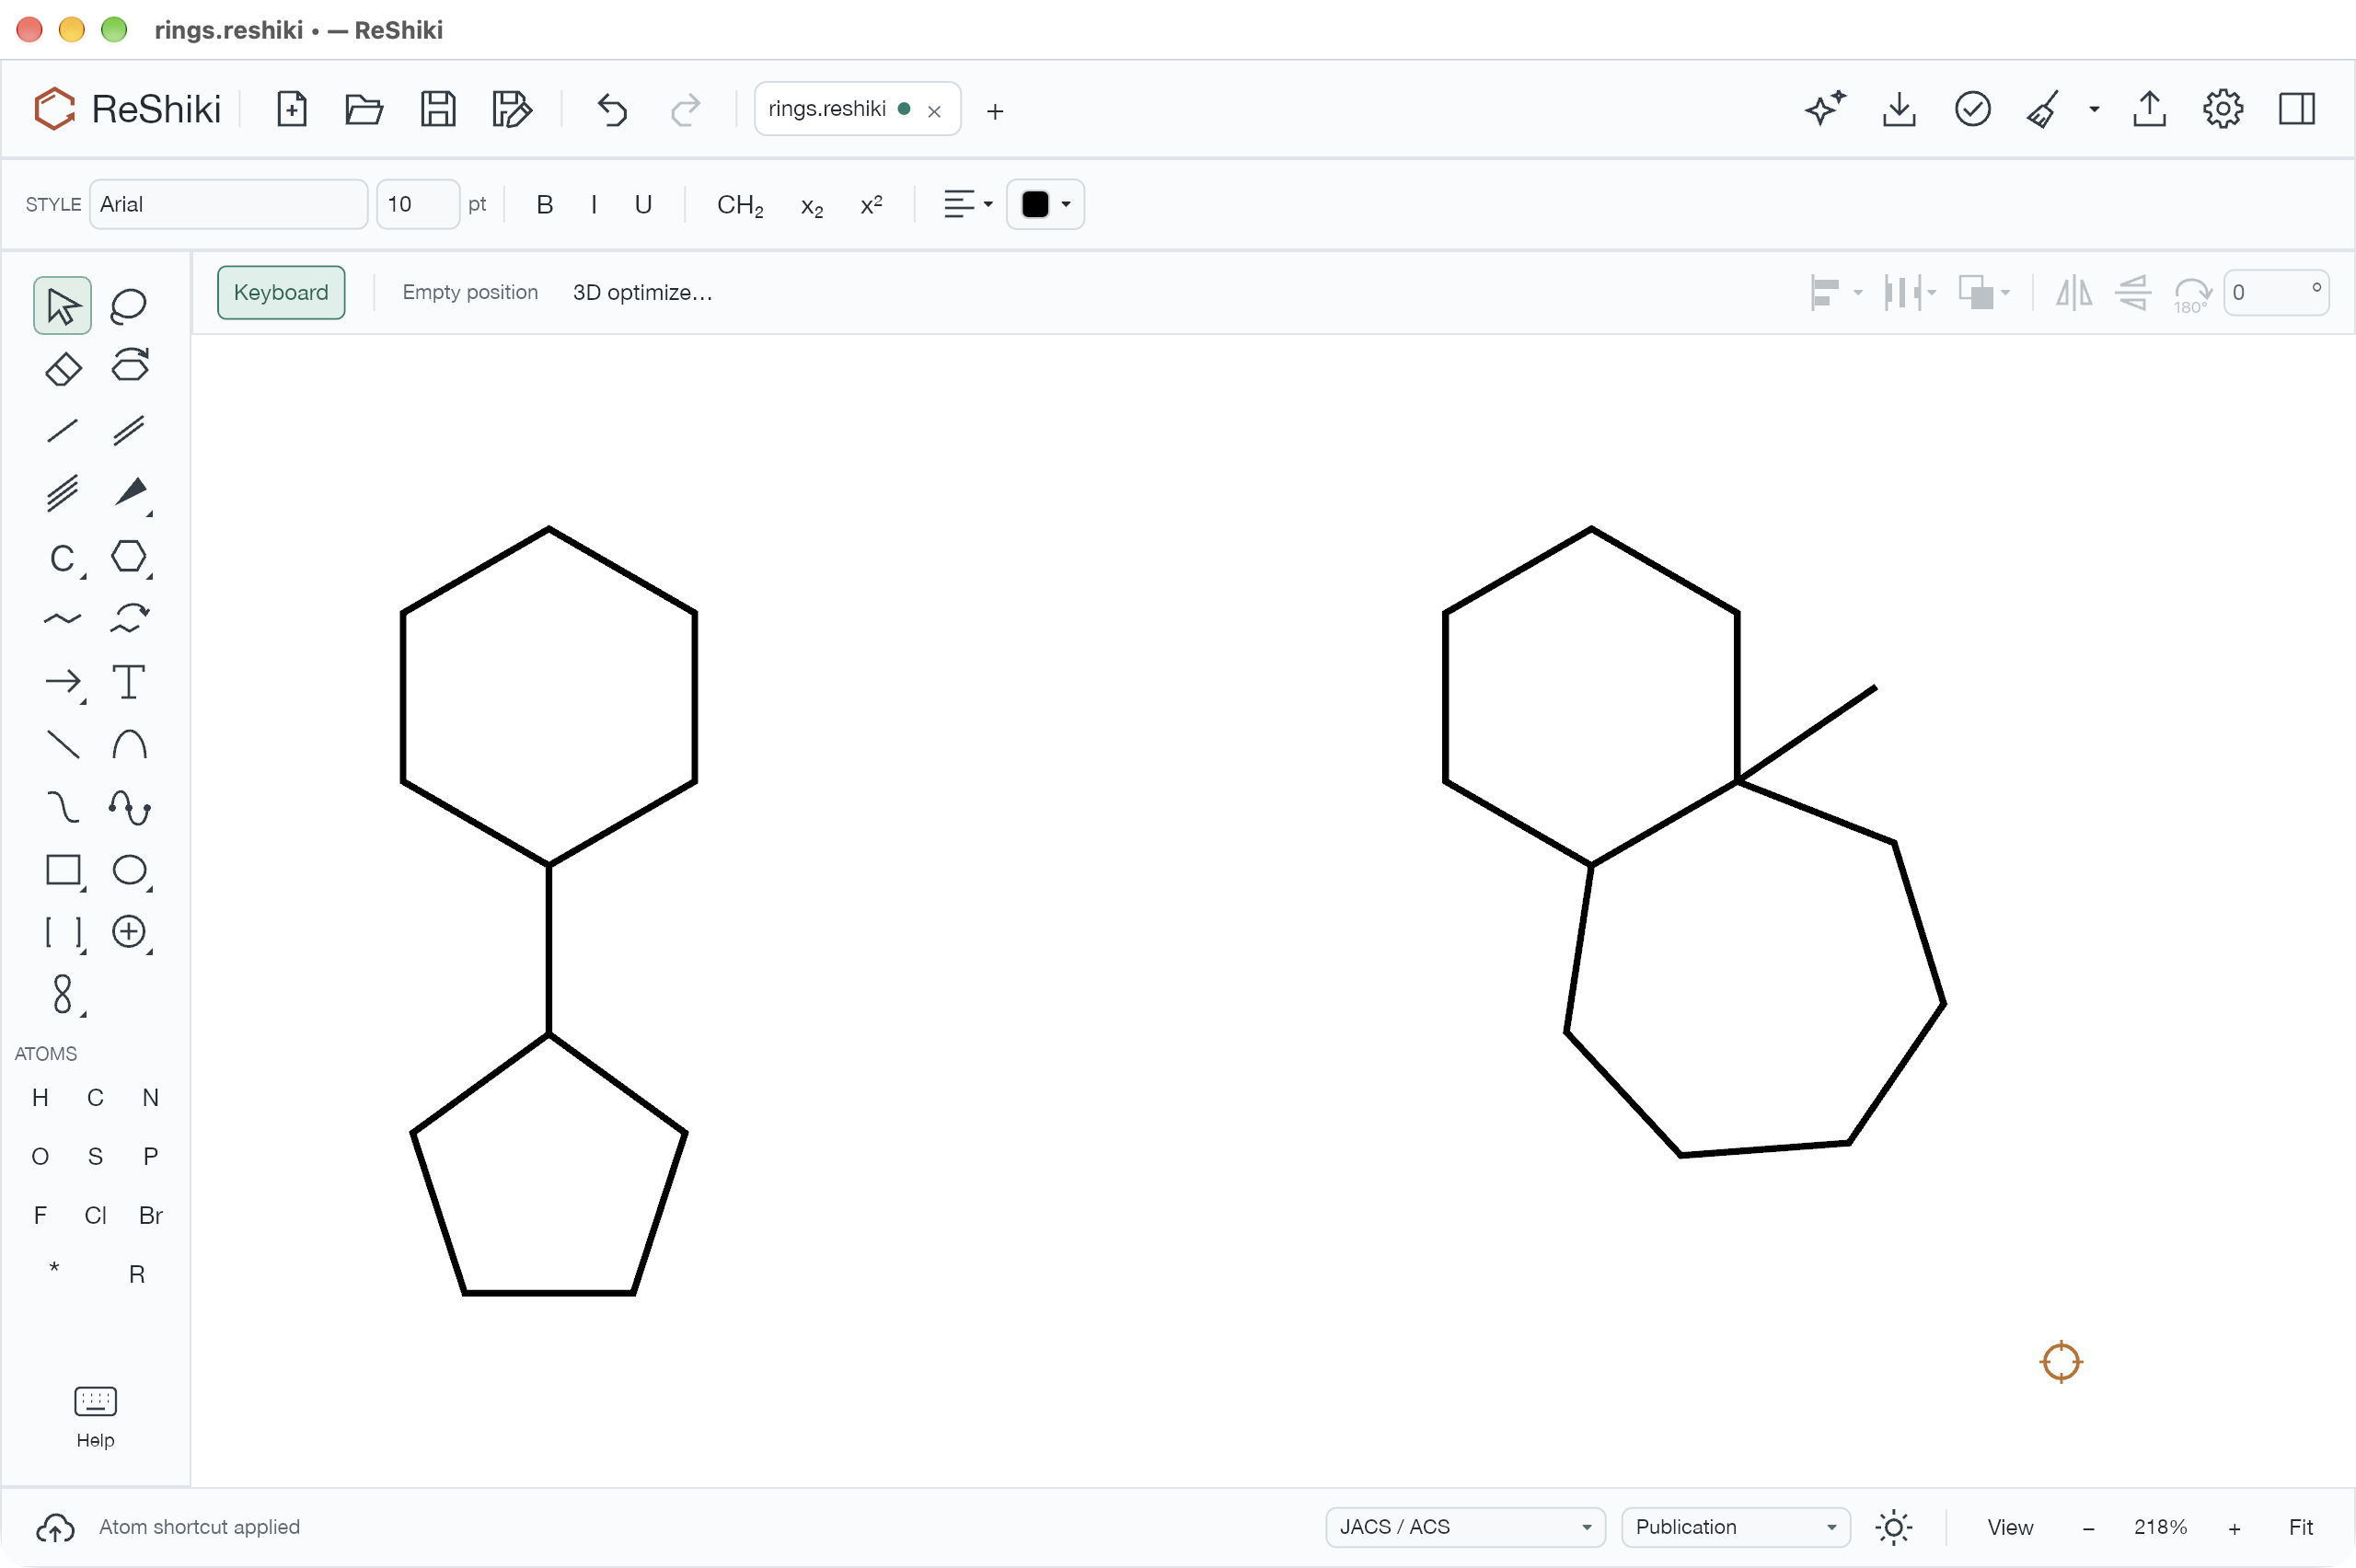 rings.reshiki • — ReShiki
ReShiki
rings.reshiki
STYLE Arial 10 pt B I U CH₂ x₂ x²
Keyboard Empty position 3D optimize... 180° 0 °
C
T
ATOMS
H C N
O S P
F Cl Br
* R
Help
Atom shortcut applied JACS / ACS Publication View – 218% + Fit